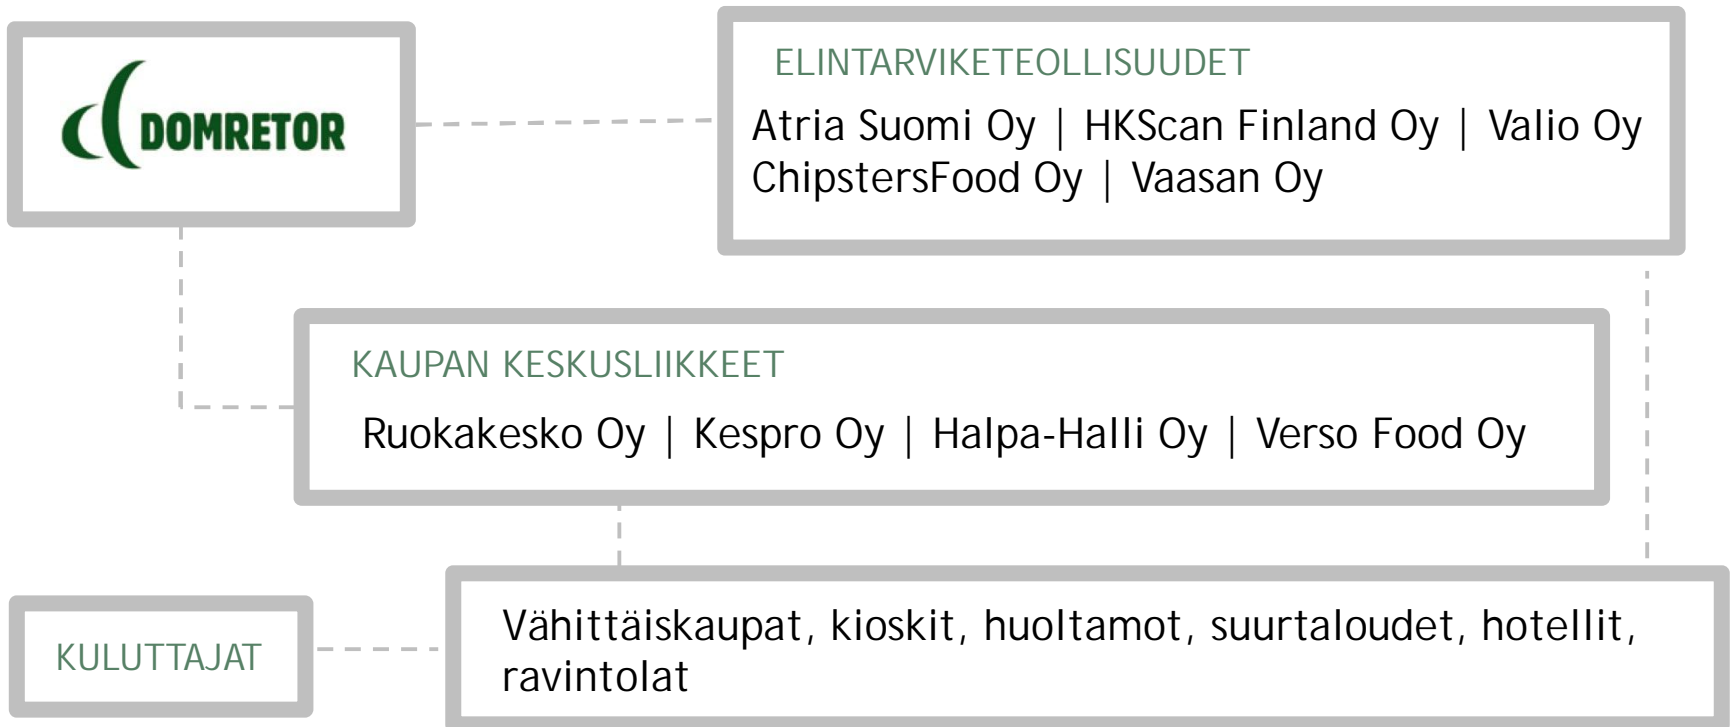 DOMRETOR
ELINTARVIKETEOLLISUUDET
Atria Suomi Oy | HKScan Finland Oy | Valio Oy
ChipstersFood Oy | Vaasan Oy
KAUPAN KESKUSLIIKKEET
Ruokakesko Oy | Kespro Oy | Halpa-Halli Oy | Verso Food Oy
KULUTTAJAT
Vähittäiskaupat, kioskit, huoltamot, suurtaloudet, hotellit,
ravintolat